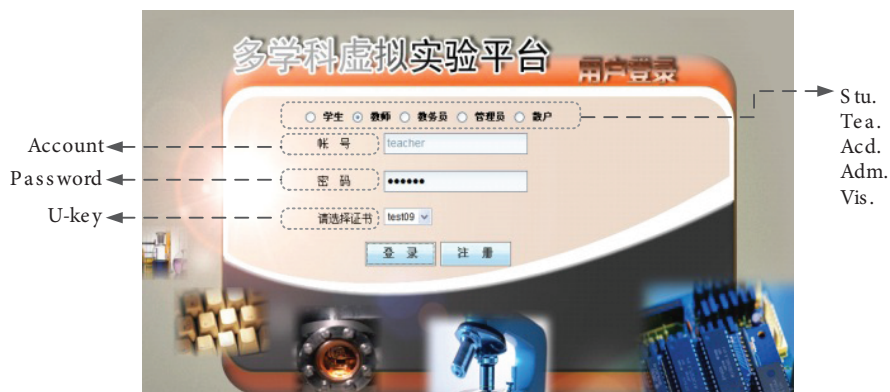 多学科虚拟实验平台
用户登录
学生 教师 教务员 管理员 散户
Stu.
Tea.
Acd.
Adm.
Vis.
Account
帐 号
teacher
Password
密 码
••••••
U-key
请选择证书
test09
登 录
注 册